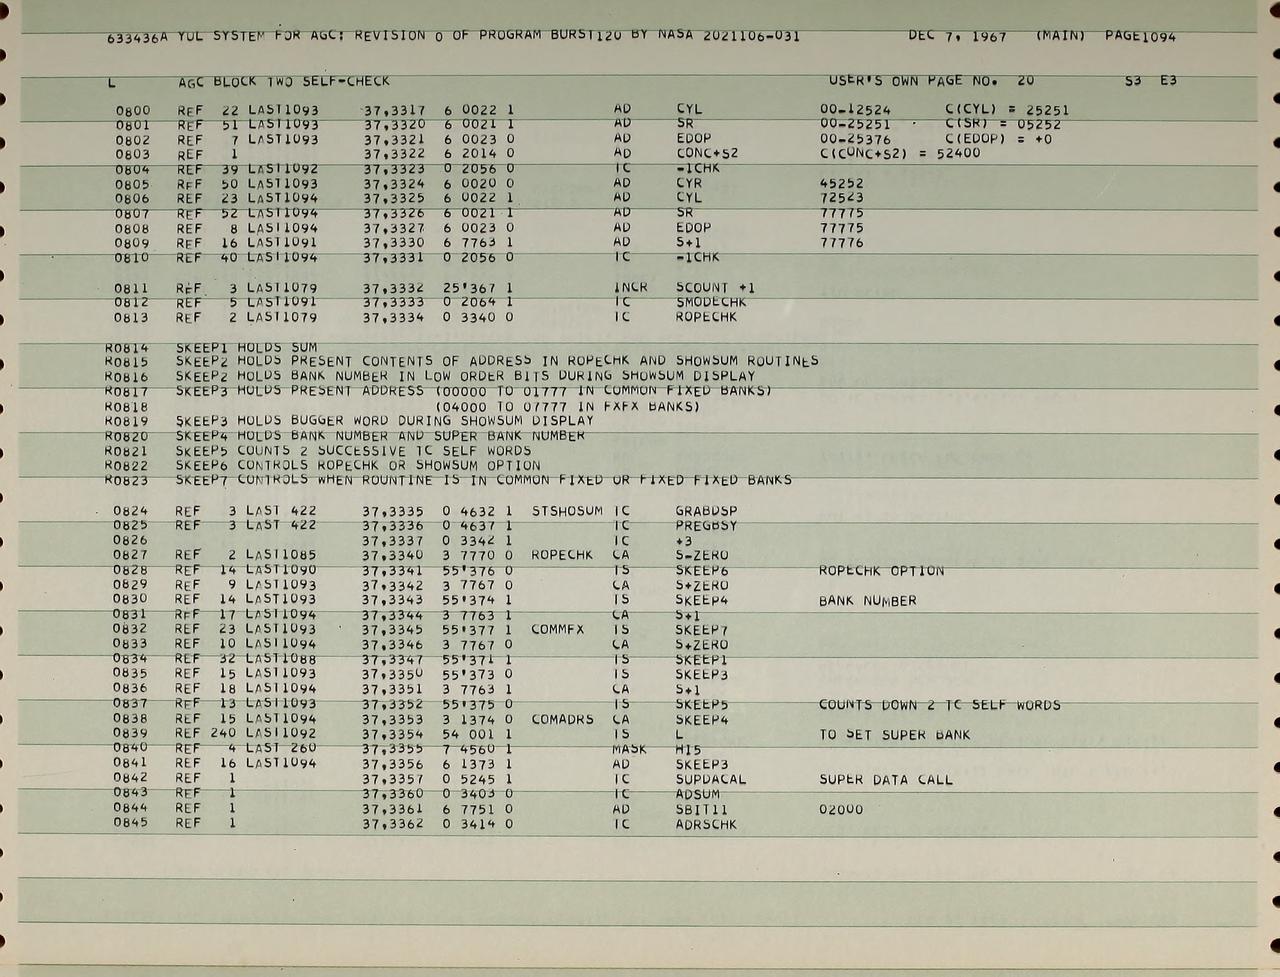 633436A YUL SYSTEM FOR AGC: REVISION 0 OF PROGRAM BURST120 BY NASA 2021106-031 DEC 7, 1967 (MAIN) PAGE1094
L AGC BLOCK TWO SELF-CHECK USER'S OWN PAGE NO. 20 S3 E3
0800 REF 22 LAST1093 37,3317 6 0022 1 AD CYL 00-12524 C(CYL) = 25251
0801 REF 51 LAST1093 37,3320 6 0021 1 AD SR 00-25251 C(SR) = 05252
0802 REF 7 LAST1093 37,3321 6 0023 0 AD EDOP 00-25376 C(EDOP) = +0
0803 REF 1 37,3322 6 2014 0 AD CONC+S2 C(CONC+S2) = 52400
0804 REF 39 LAST1092 37,3323 0 2056 0 TC -1CHK
0805 REF 50 LAST1093 37,3324 6 0020 0 AD CYR 45252
0806 REF 23 LAST1094 37,3325 6 0022 1 AD CYL 72523
0807 REF 52 LAST1094 37,3326 6 0021 1 AD SR 77775
0808 REF 8 LAST1094 37,3327 6 0023 0 AD EDOP 77775
0809 REF 16 LAST1091 37,3330 6 7763 1 AD S+1 77776
0810 REF 40 LAST1094 37,3331 0 2056 0 TC -1CHK
0811 REF 3 LAST1079 37,3332 25'367 1 INCR SCOUNT +1
0812 REF 5 LAST1091 37,3333 0 2064 1 TC SMODECHK
0813 REF 2 LAST1079 37,3334 0 3340 0 TC ROPECHK
R0814 SKEEP1 HOLDS SUM
R0815 SKEEP2 HOLDS PRESENT CONTENTS OF ADDRESS IN ROPECHK AND SHOWSUM ROUTINES
R0816 SKEEP2 HOLDS BANK NUMBER IN LOW ORDER BITS DURING SHOWSUM DISPLAY
R0817 SKEEP3 HOLDS PRESENT ADDRESS (00000 TO 01777 IN COMMON FIXED BANKS)
R0818 (04000 TO 07777 IN FXFX BANKS)
R0819 SKEEP3 HOLDS BUGGER WORD DURING SHOWSUM DISPLAY
R0820 SKEEP4 HOLDS BANK NUMBER AND SUPER BANK NUMBER
R0821 SKEEP5 COUNTS 2 SUCCESSIVE TC SELF WORDS
R0822 SKEEP6 CONTROLS ROPECHK OR SHOWSUM OPTION
R0823 SKEEP7 CONTROLS WHEN ROUNTINE IS IN COMMON FIXED OR FIXED FIXED BANKS
0824 REF 3 LAST 422 37,3335 0 4632 1 STSHOSUM TC GRABDSP
0825 REF 3 LAST 422 37,3336 0 4637 1 TC PREGBSY
0826 37,3337 0 3342 1 TC +3
0827 REF 2 LAST1085 37,3340 3 7770 0 ROPECHK CA S-ZERO
0828 REF 14 LAST1090 37,3341 55'376 0 TS SKEEP6 ROPECHK OPTION
0829 REF 9 LAST1093 37,3342 3 7767 0 CA S+ZERO
0830 REF 14 LAST1093 37,3343 55'374 1 TS SKEEP4 BANK NUMBER
0831 REF 17 LAST1094 37,3344 3 7763 1 CA S+1
0832 REF 23 LAST1093 37,3345 55'377 1 COMMFX TS SKEEP7
0833 REF 10 LAST1094 37,3346 3 7767 0 CA S+ZERO
0834 REF 32 LAST1088 37,3347 55'371 1 TS SKEEP1
0835 REF 15 LAST1093 37,3350 55'373 0 TS SKEEP3
0836 REF 18 LAST1094 37,3351 3 7763 1 CA S+1
0837 REF 13 LAST1093 37,3352 55'375 0 TS SKEEP5 COUNTS DOWN 2 TC SELF WORDS
0838 REF 15 LAST1094 37,3353 3 1374 0 COMADRS CA SKEEP4
0839 REF 240 LAST1092 37,3354 54 001 1 TS L TO SET SUPER BANK
0840 REF 4 LAST 260 37,3355 7 4560 1 MASK HI5
0841 REF 16 LAST1094 37,3356 6 1373 1 AD SKEEP3
0842 REF 1 37,3357 0 5245 1 TC SUPDACAL SUPER DATA CALL
0843 REF 1 37,3360 0 3403 0 TC ADSUM
0844 REF 1 37,3361 6 7751 0 AD SBIT11 02000
0845 REF 1 37,3362 0 3414 0 TC ADRSCHK